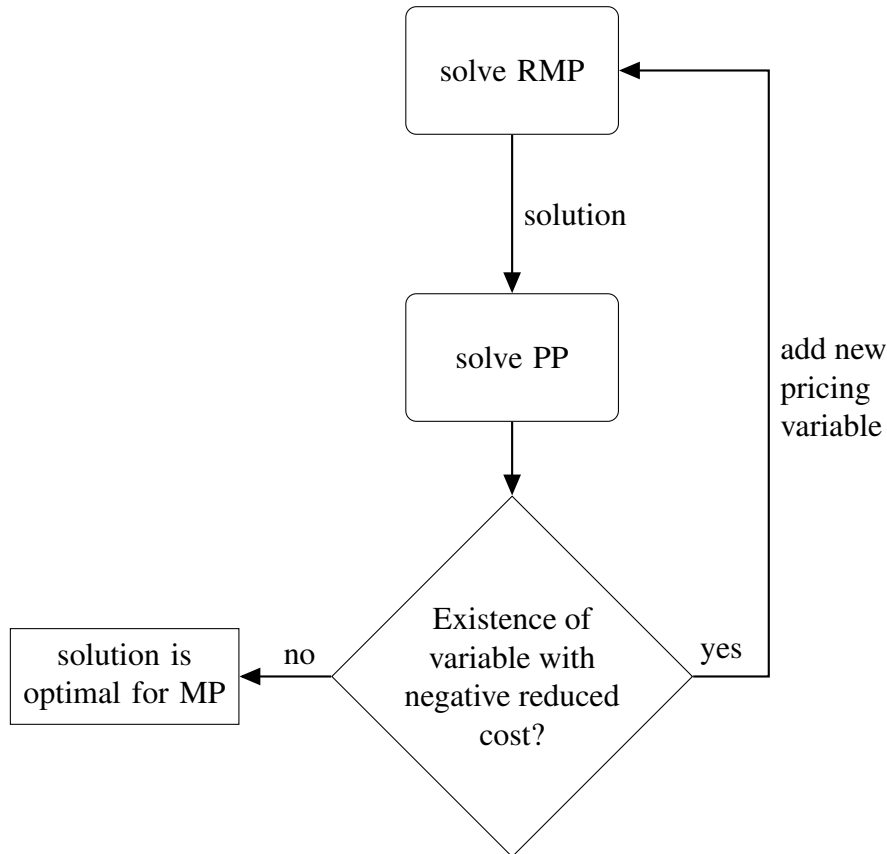 solve RMP
solution
solve PP
add new
pricing
variable
Existence of
variable with
negative reduced
cost?
yes
no
solution is
optimal for MP